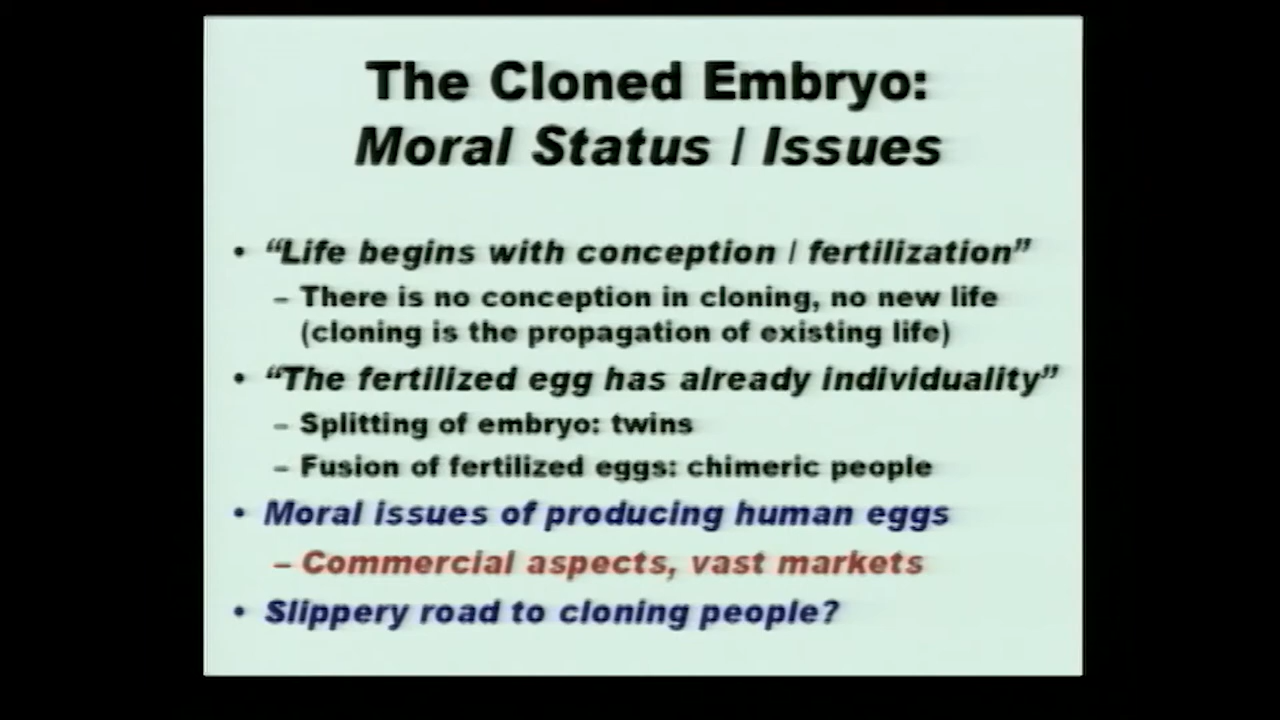 The Cloned Embryo:
Moral Status / Issues
• “Life begins with conception / fertilization”
– There is no conception in cloning, no new life
(cloning is the propagation of existing life)
• “The fertilized egg has already individuality”
– Splitting of embryo: twins
– Fusion of fertilized eggs: chimeric people
• Moral issues of producing human eggs
– Commercial aspects, vast markets
• Slippery road to cloning people?